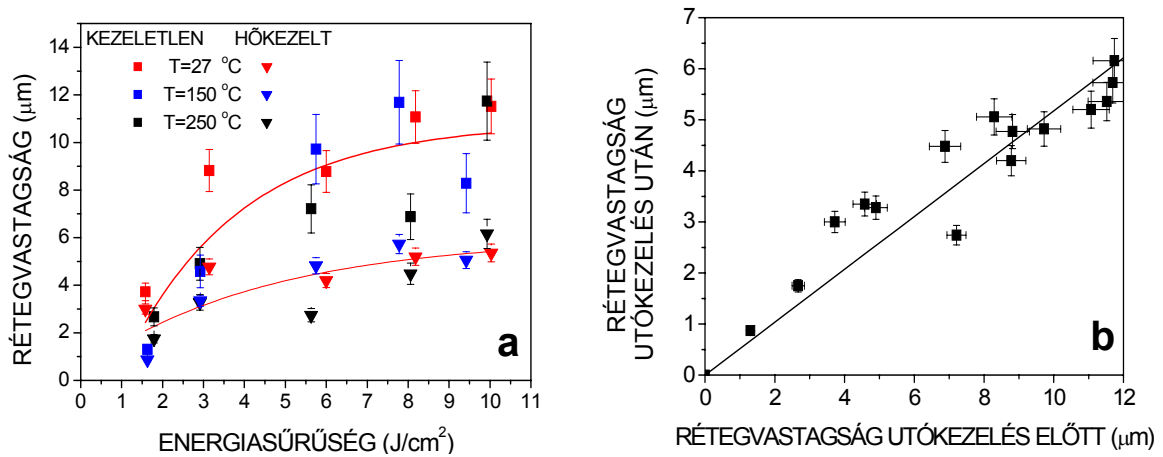 KEZELETLEN HÕKEZELT
T=27 °C
T=150 °C
T=250 °C
RÉTEGVASTAGSÁG (μm)
14
12
10
8
6
4
2
0
0 1 2 3 4 5 6 7 8 9 10 11
ENERGIASŰRŰSÉG (J/cm²)
a
RÉTEGVASTAGSÁG
UTÓKEZELÉS UTÁN (μm)
7
6
5
4
3
2
1
0
0 2 4 6 8 10 12
RÉTEGVASTAGSÁG UTÓKEZELÉS ELŐTT (μm)
b